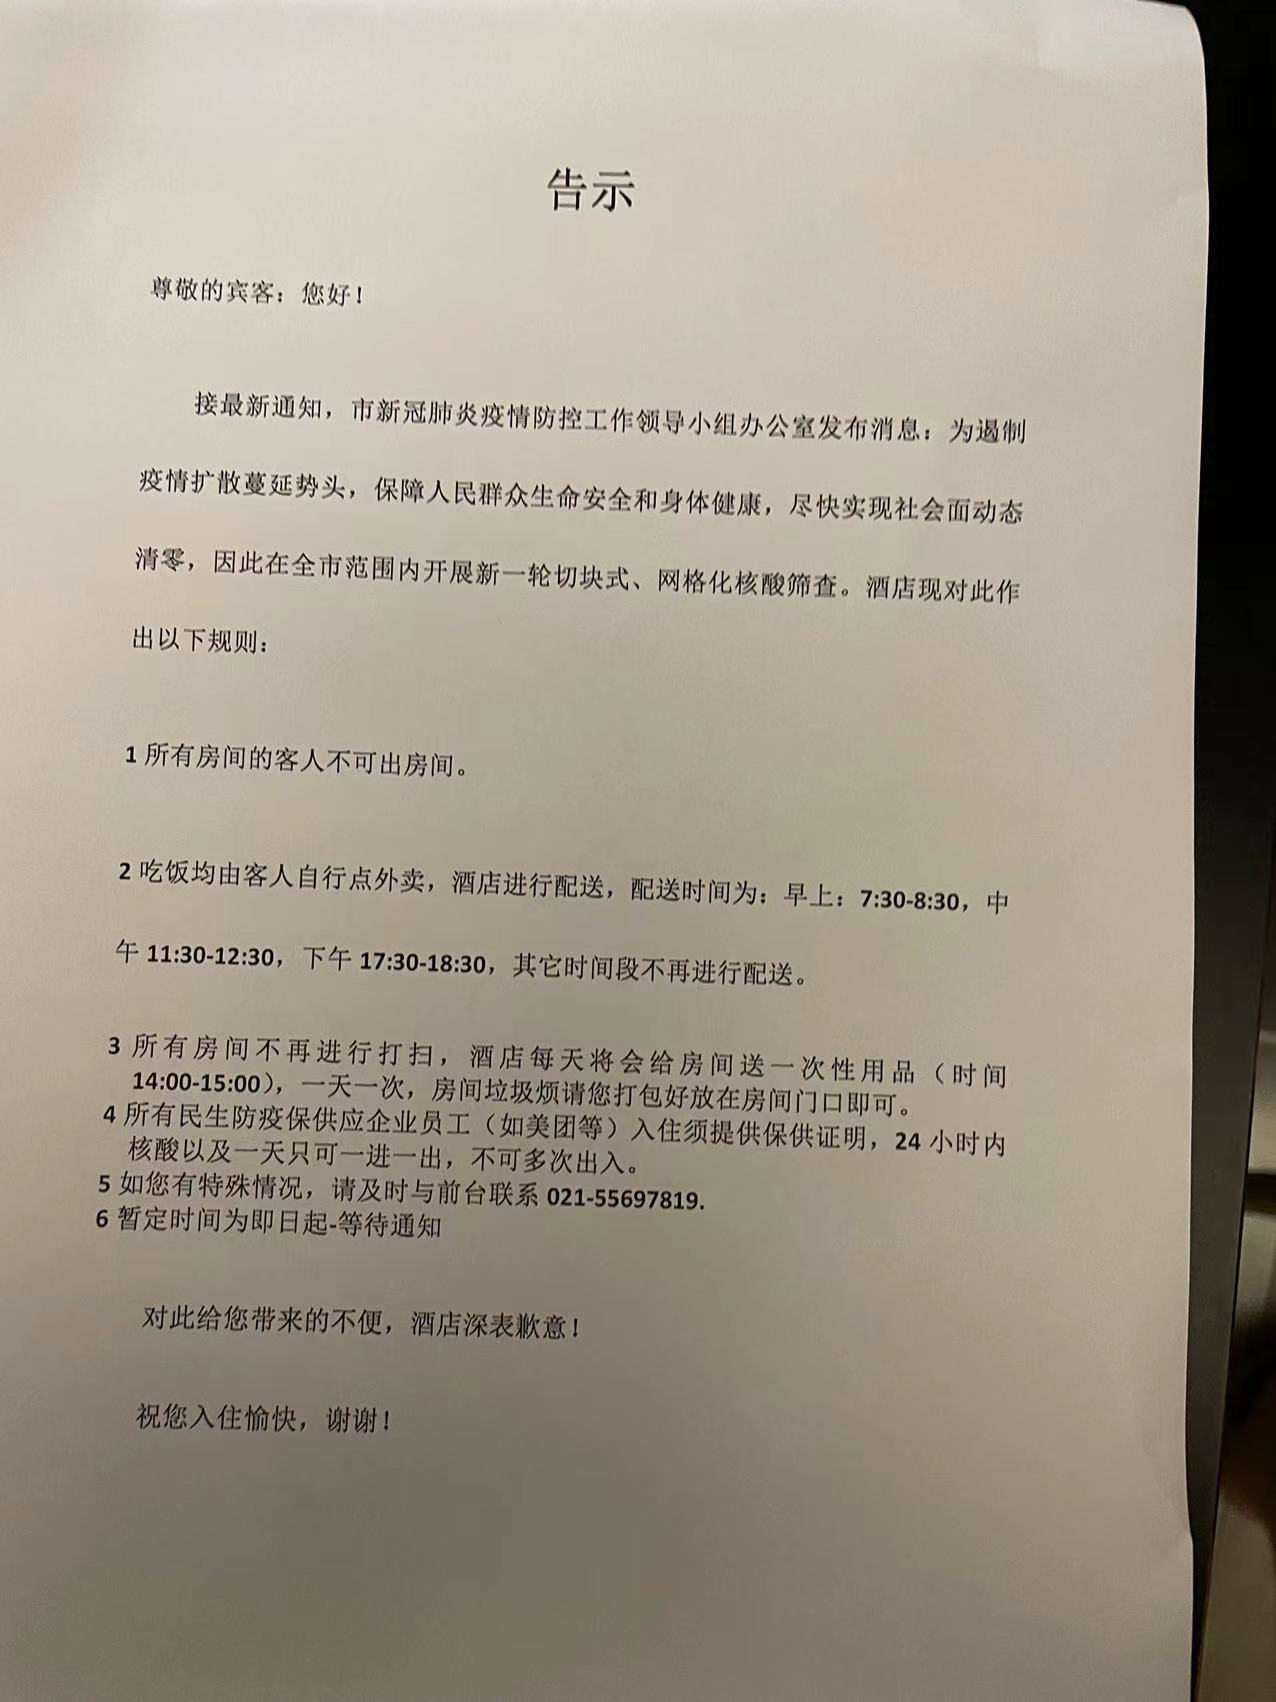 告示
尊敬的宾客：您好！
接最新通知，市新冠肺炎疫情防控工作领导小组办公室发布消息：为遏制
疫情扩散蔓延势头，保障人民群众生命安全和身体健康，尽快实现社会面动态
清零，因此在全市范围内开展新一轮切块式、网格化核酸筛查。酒店现对此作
出以下规则：
1 所有房间的客人不可出房间。
2 吃饭均由客人自行点外卖，酒店进行配送，配送时间为：早上：7:30-8:30，中
午 11:30-12:30，下午 17:30-18:30，其它时间段不再进行配送。
3 所有房间不再进行打扫，酒店每天将会给房间送一次性用品（时间
14:00-15:00），一天一次，房间垃圾烦请您打包好放在房间门口即可。
4 所有民生防疫保供应企业员工（如美团等）入住须提供保供证明，24 小时内
核酸以及一天只可一进一出，不可多次出入。
5 如您有特殊情况，请及时与前台联系 021-55697819.
6 暂定时间为即日起-等待通知
对此给您带来的不便，酒店深表歉意！
祝您入住愉快，谢谢！